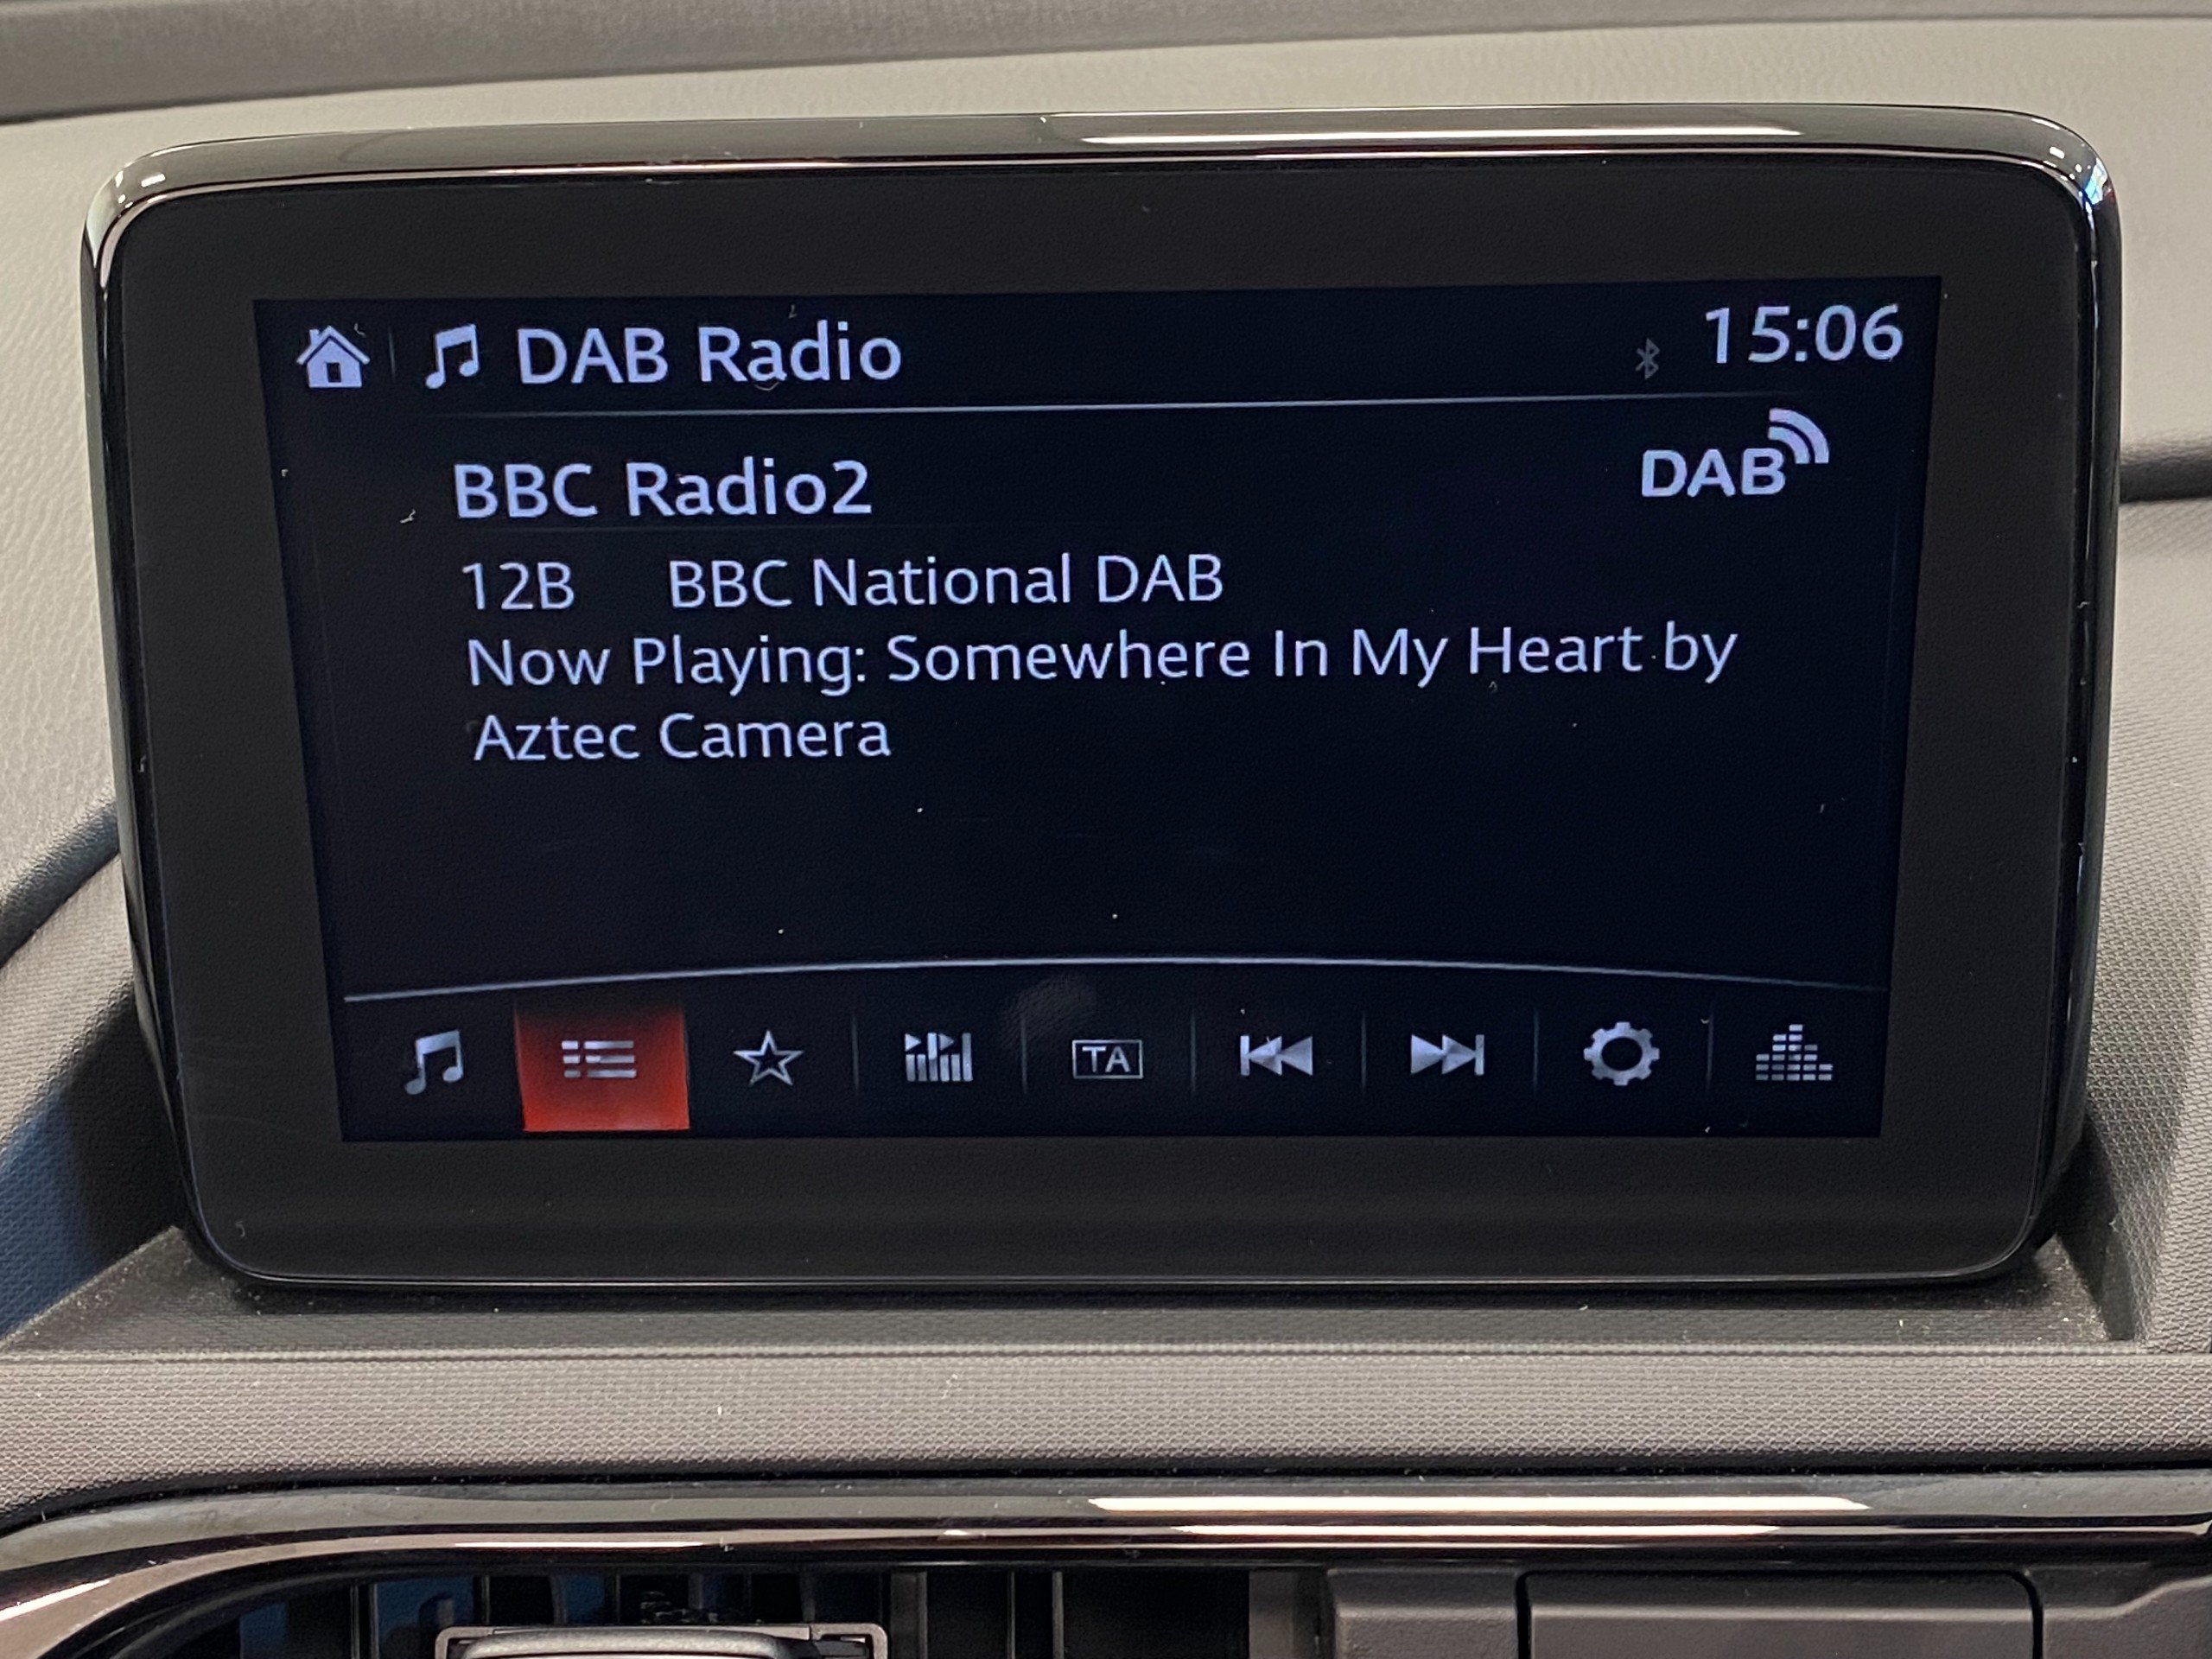 DAB Radio 15:06
BBC Radio2 DAB
12B BBC National DAB
Now Playing: Somewhere In My Heart by
Aztec Camera
TA